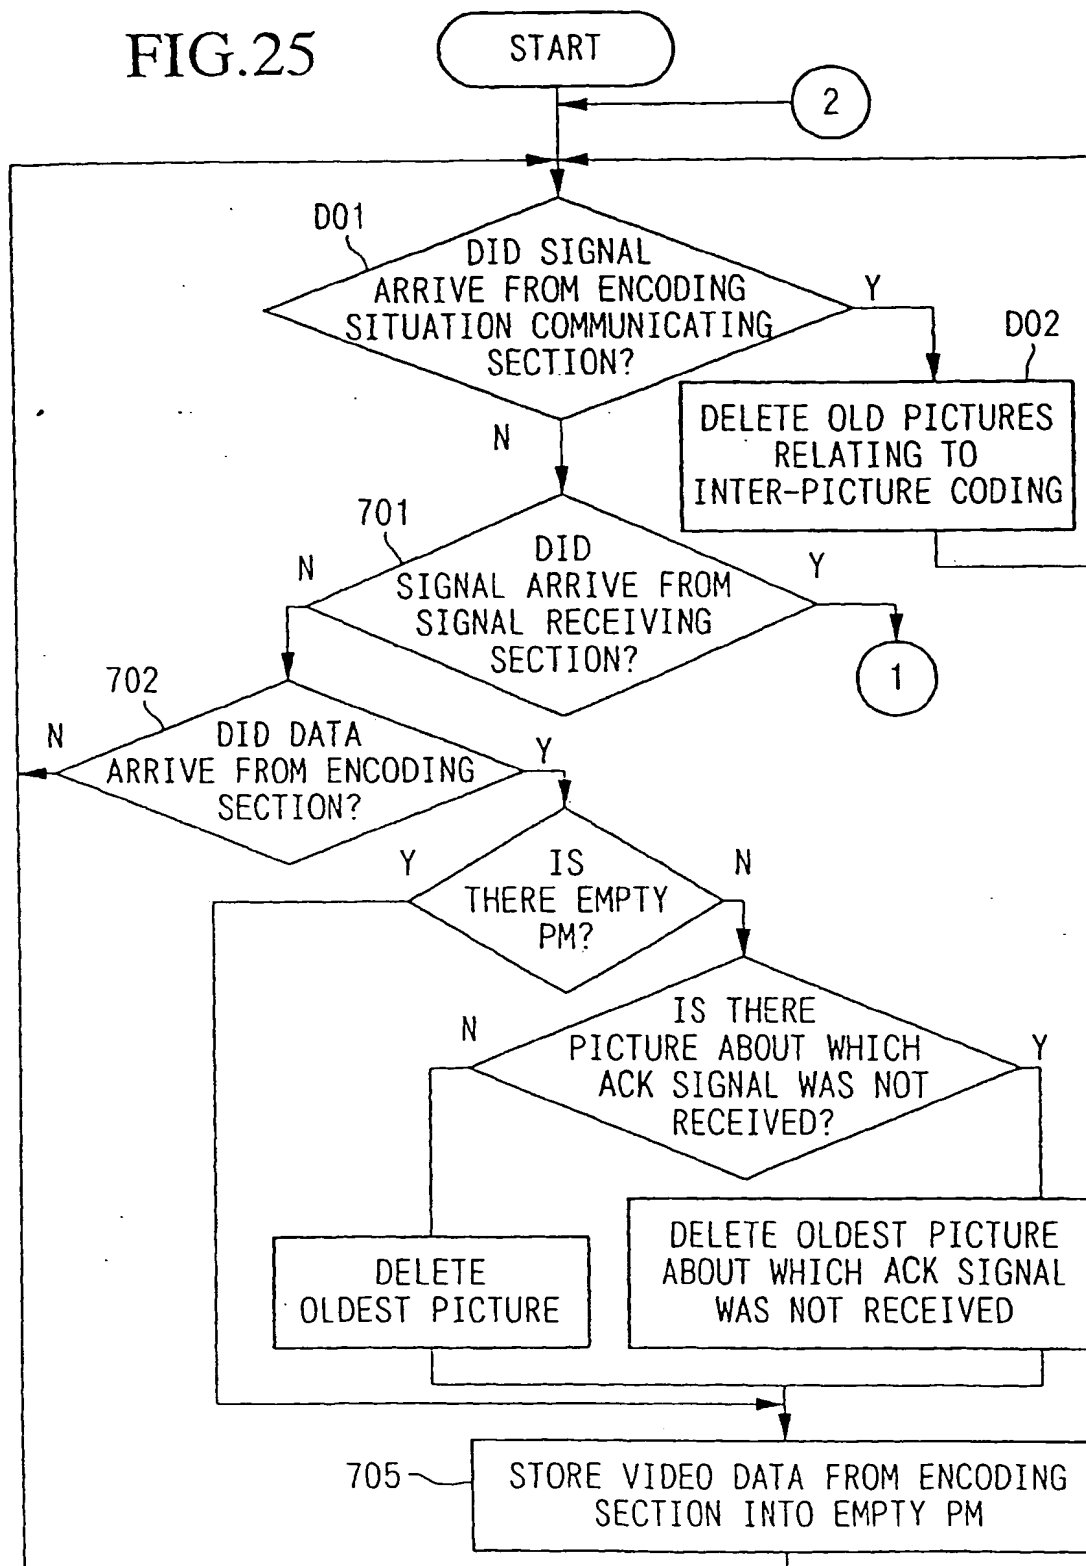 FIG.25
START
2
D01
DID SIGNAL
ARRIVE FROM ENCODING
SITUATION COMMUNICATING
SECTION?
Y
N
D02
DELETE OLD PICTURES
RELATING TO
INTER-PICTURE CODING
701
DID
SIGNAL ARRIVE FROM
SIGNAL RECEIVING
SECTION?
N
Y
1
702
DID DATA
ARRIVE FROM ENCODING
SECTION?
N
Y
IS
THERE EMPTY
PM?
Y
N
IS THERE
PICTURE ABOUT WHICH
ACK SIGNAL WAS NOT
RECEIVED?
N
Y
DELETE
OLDEST PICTURE
DELETE OLDEST PICTURE
ABOUT WHICH ACK SIGNAL
WAS NOT RECEIVED
705
STORE VIDEO DATA FROM ENCODING
SECTION INTO EMPTY PM